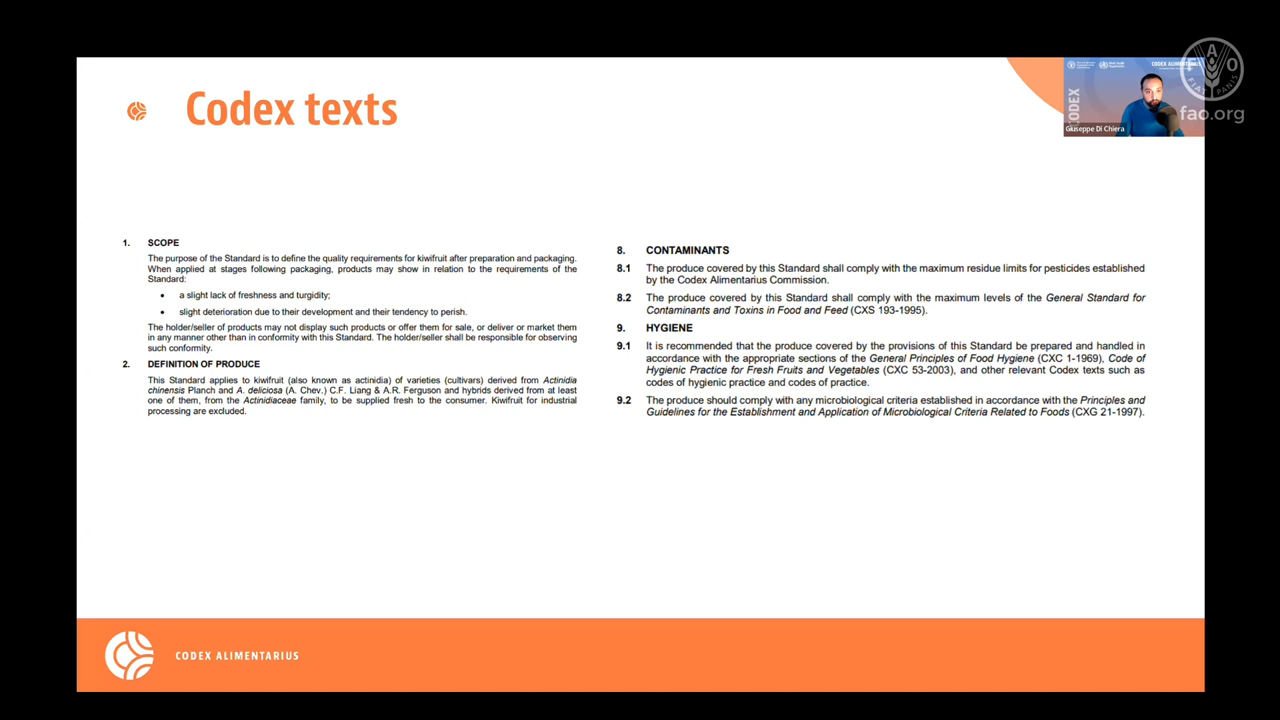 Codex texts
1. SCOPE
The purpose of the Standard is to define the quality requirements for kiwifruit after preparation and packaging.
When applied at stages following packaging, products may show in relation to the requirements of the
Standard:
• a slight lack of freshness and turgidity;
• slight deterioration due to their development and their tendency to perish.
The holder/seller of products may not display such products or offer them for sale, or deliver or market them
in any manner other than in conformity with this Standard. The holder/seller shall be responsible for observing
such conformity.
2. DEFINITION OF PRODUCE
This Standard applies to kiwifruit (also known as actinidia) of varieties (cultivars) derived from Actinidia
chinensis Planch and A. deliciosa (A. Chev.) C.F. Liang & A.R. Ferguson and hybrids derived from at least
one of them, from the Actinidiaceae family, to be supplied fresh to the consumer. Kiwifruit for industrial
processing are excluded.
8. CONTAMINANTS
8.1 The produce covered by this Standard shall comply with the maximum residue limits for pesticides established
by the Codex Alimentarius Commission.
8.2 The produce covered by this Standard shall comply with the maximum levels of the General Standard for
Contaminants and Toxins in Food and Feed (CXS 193-1995).
9. HYGIENE
9.1 It is recommended that the produce covered by the provisions of this Standard be prepared and handled in
accordance with the appropriate sections of the General Principles of Food Hygiene (CXC 1-1969), Code of
Hygienic Practice for Fresh Fruits and Vegetables (CXC 53-2003), and other relevant Codex texts such as
codes of hygienic practice and codes of practice.
9.2 The produce should comply with any microbiological criteria established in accordance with the Principles and
Guidelines for the Establishment and Application of Microbiological Criteria Related to Foods (CXG 21-1997).
CODEX ALIMENTARIUS
CODEX
Giuseppe Di Chiera
F A O
FIAT PANIS
fao.org